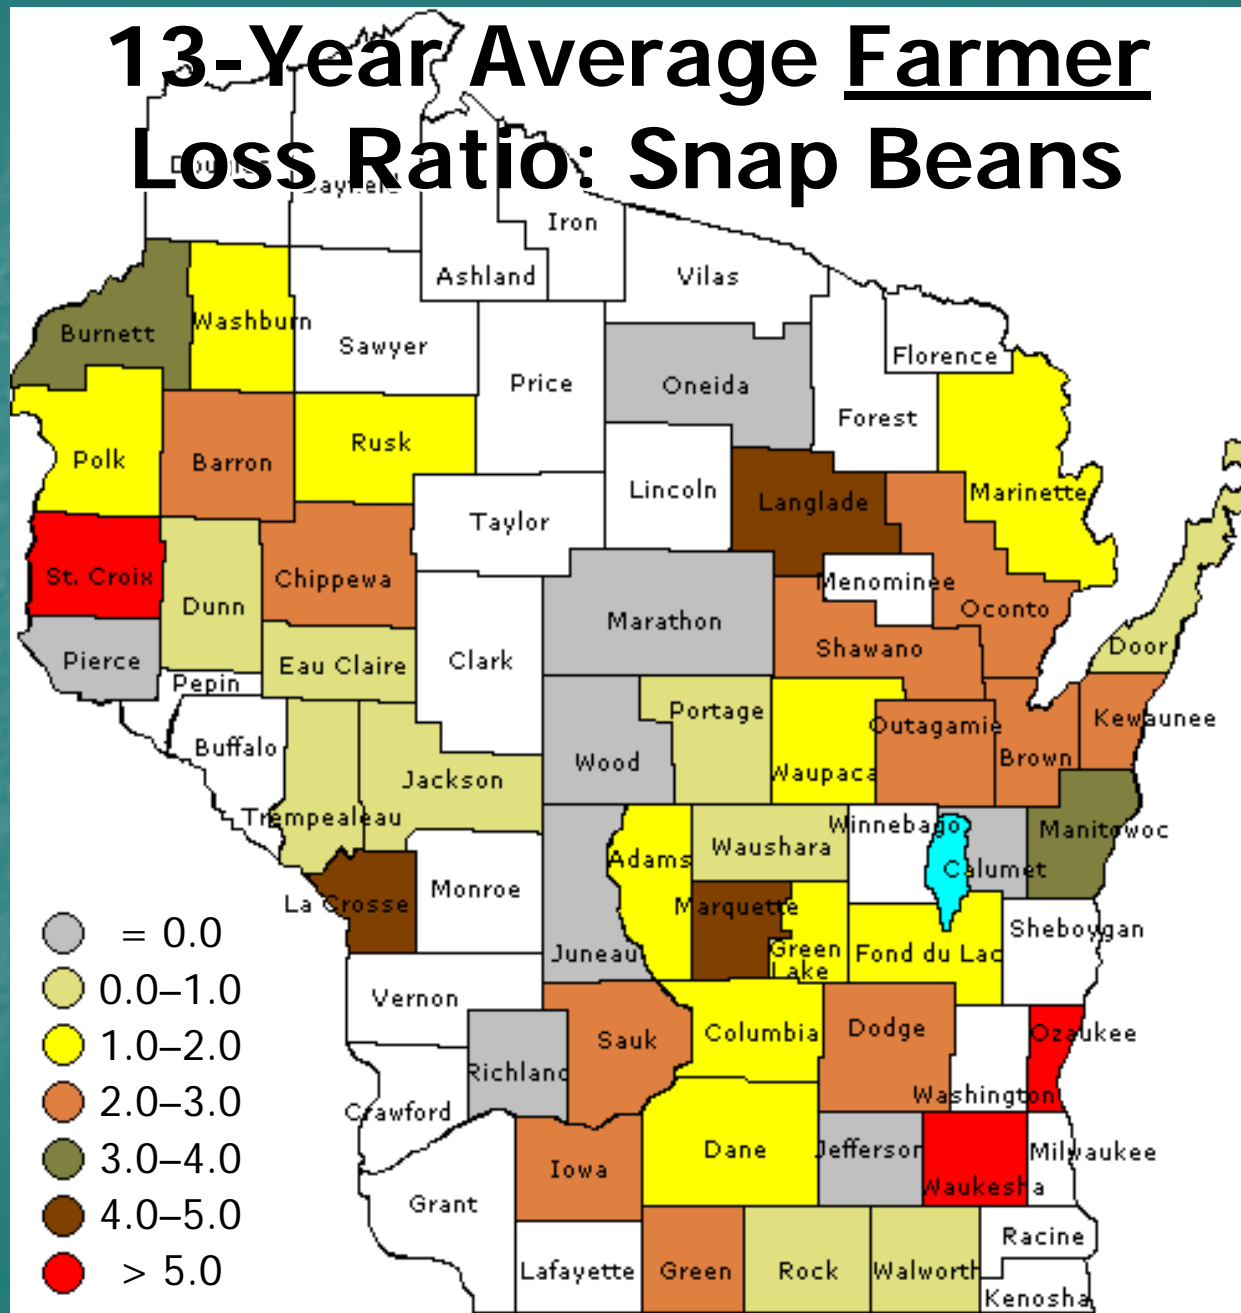 13-Year Average Farmer
Loss Ratio: Snap Beans
Douglas
Bayfield
Iron
Ashland
Vilas
Burnett
Washburn
Sawyer
Florence
Price
Oneida
Forest
Polk
Barron
Rusk
Lincoln
Langlade
Marinette
Taylor
St. Croix
Chippewa
Menominee
Dunn
Marathon
Oconto
Pierce
Eau Claire
Clark
Shawano
Door
Pepin
Portage
Buffalo
Outagamie
Kewaunee
Jackson
Wood
Waupaca
Brown
Trempealeau
Winnebago
Manitowoc
Adams
Waushara
Calumet
La Crosse
Monroe
Marquette
Juneau
Green
Lake
Fond du Lac
Sheboygan
= 0.0
0.0–1.0
1.0–2.0
2.0–3.0
3.0–4.0
4.0–5.0
> 5.0
Vernon
Sauk
Columbia
Dodge
Ozaukee
Richland
Washington
Crawford
Iowa
Dane
Jefferson
Milwaukee
Waukesha
Grant
Lafayette
Green
Rock
Walworth
Racine
Kenosha